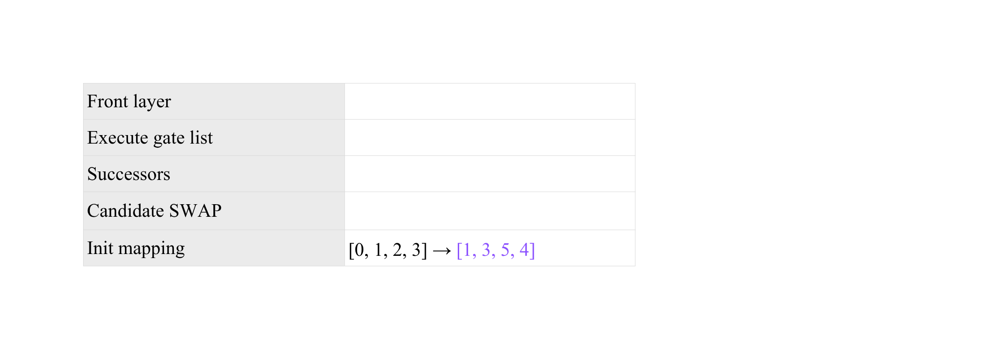 Front layer
Execute gate list
Successors
Candidate SWAP
Init mapping [0, 1, 2, 3] → [1, 3, 5, 4]